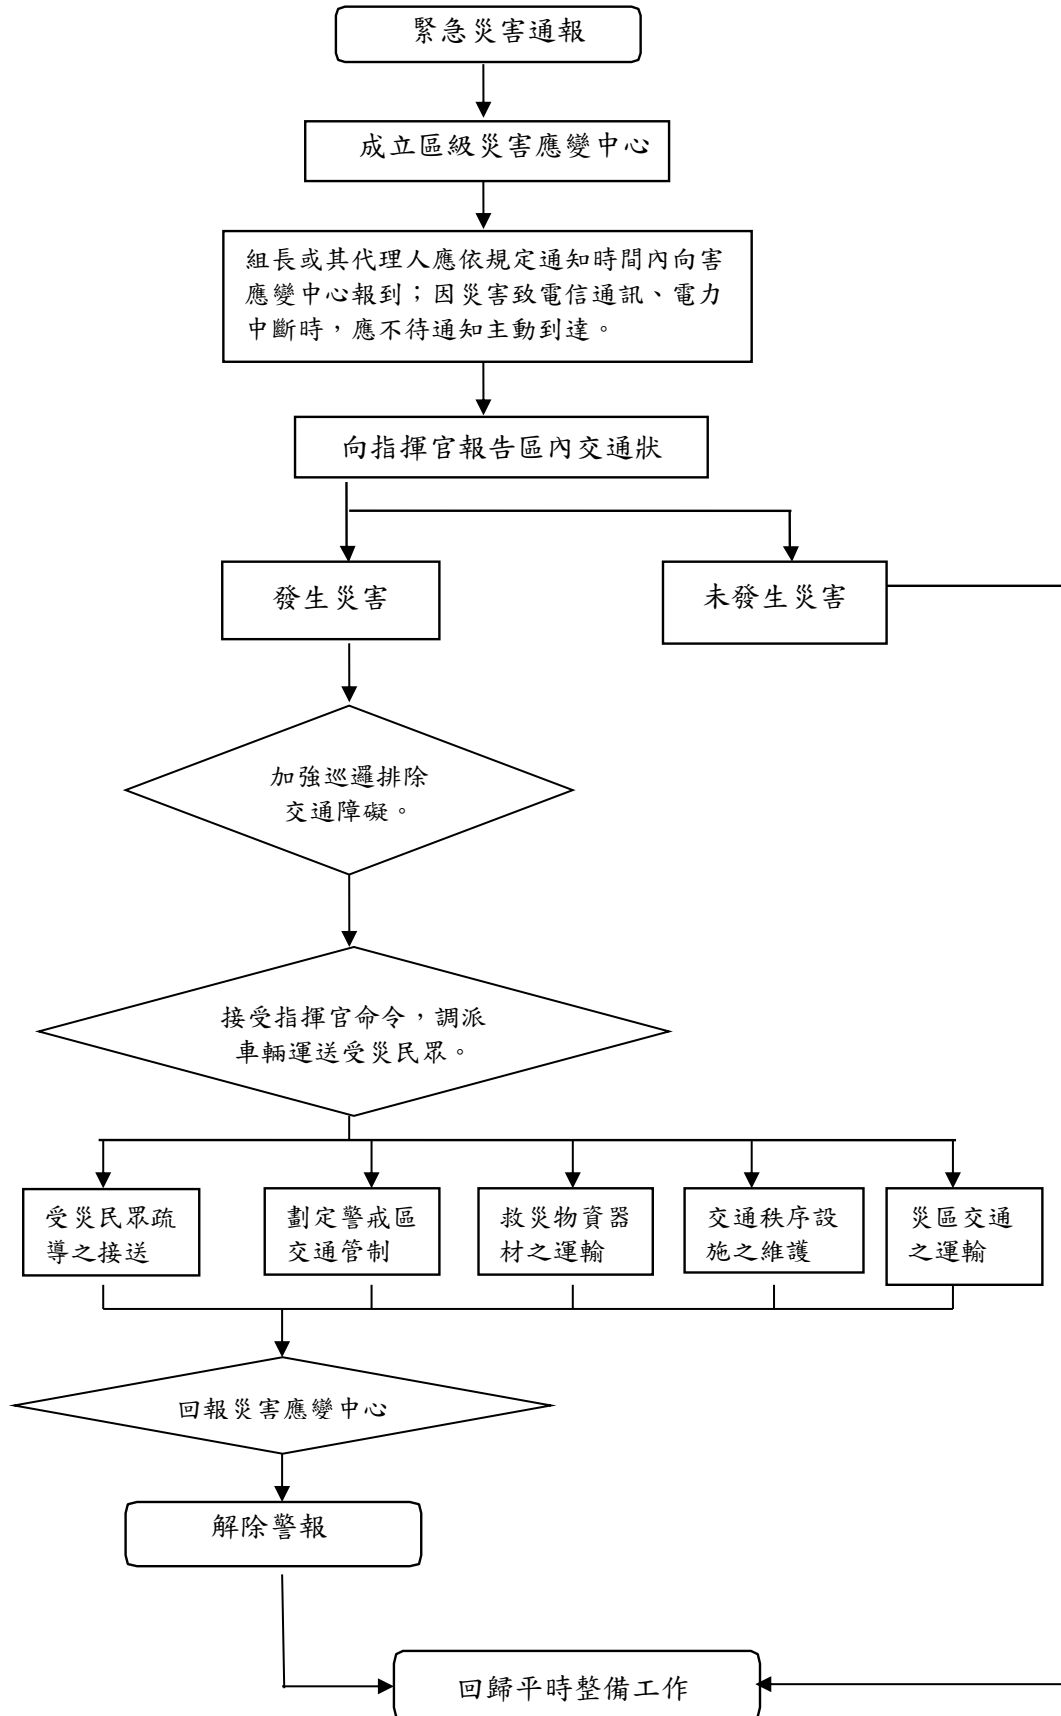 緊急災害通報
成立區級災害應變中心
組長或其代理人應依規定通知時間內向害
應變中心報到；因災害致電信通訊、電力
中斷時，應不待通知主動到達。
向指揮官報告區內交通狀
發生災害
未發生災害
加強巡邏排除
交通障礙。
接受指揮官命令，調派
車輛運送受災民眾。
受災民眾疏
導之接送
劃定警戒區
交通管制
救災物資器
材之運輸
交通秩序設
施之維護
災區交通
之運輸
回報災害應變中心
解除警報
回歸平時整備工作